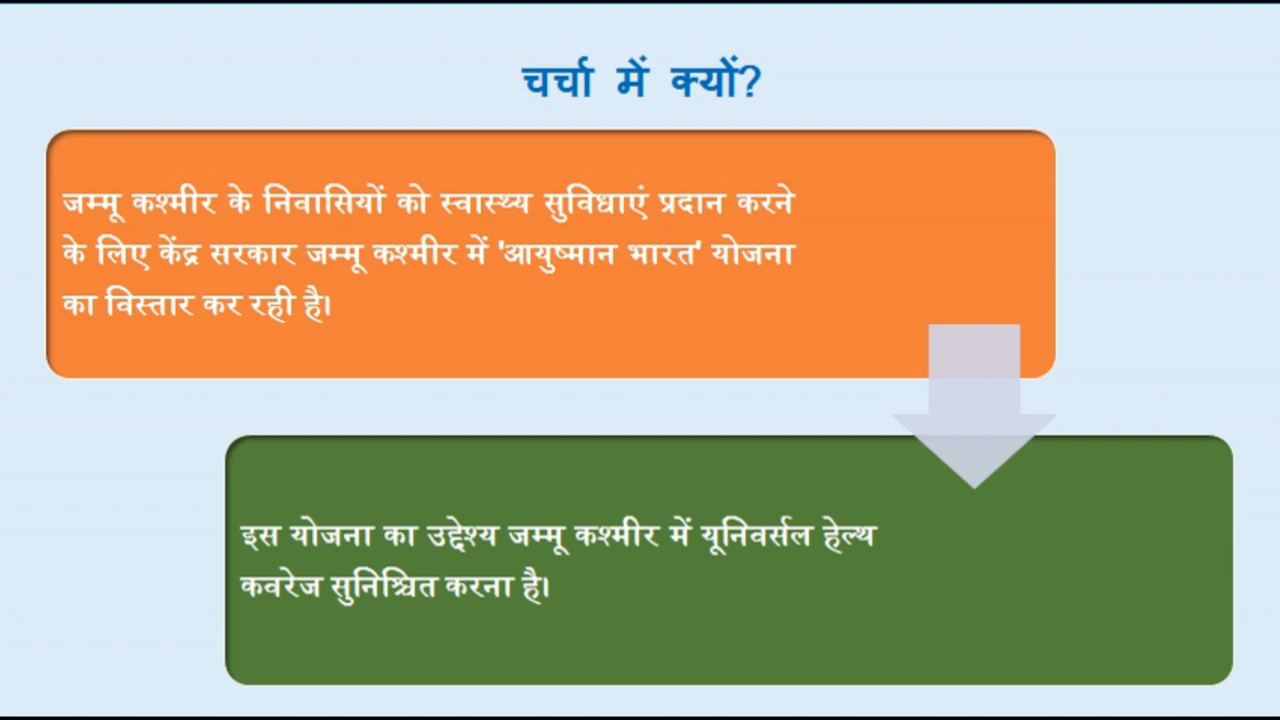 चर्चा में क्यों?
जम्मू कश्मीर के निवासियों को स्वास्थ्य सुविधाएं प्रदान करने
के लिए केंद्र सरकार जम्मू कश्मीर में 'आयुष्मान भारत' योजना
का विस्तार कर रही है।
इस योजना का उद्देश्य जम्मू कश्मीर में यूनिवर्सल हेल्थ
कवरेज सुनिश्चित करना है।